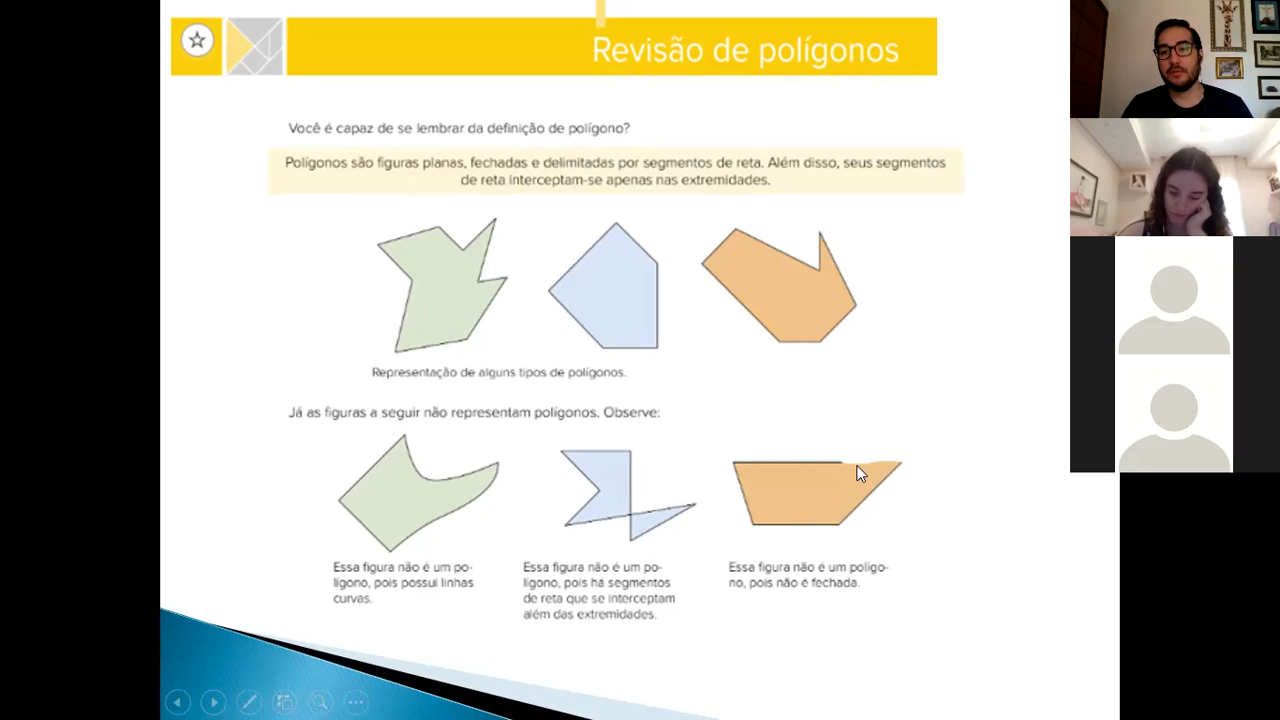 Revisão de polígonos
Você é capaz de se lembrar da definição de polígono?
Polígonos são figuras planas, fechadas e delimitadas por segmentos de reta. Além disso, seus segmentos
de reta interceptam-se apenas nas extremidades.
Representação de alguns tipos de polígonos.
Já as figuras a seguir não representam polígonos. Observe:
Essa figura não é um po-
lígono, pois possui linhas
curvas.
Essa figura não é um po-
lígono, pois há segmentos
de reta que se interceptam
além das extremidades.
Essa figura não é um polígo-
no, pois não é fechada.